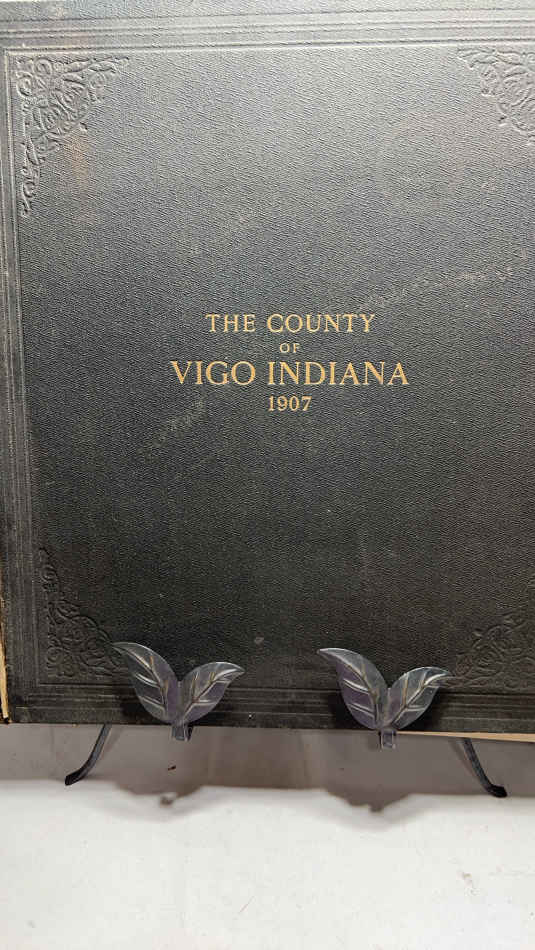 THE COUNTY
OF
VIGO INDIANA
1907